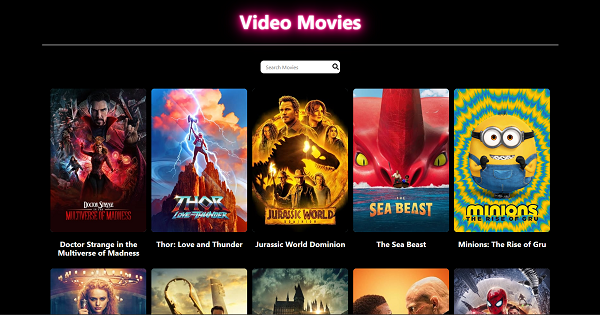 Video Movies
Search Movies
DOCTOR STRANGE
IN THE
MULTIVERSE OF MADNESS
THOR
LOVE AND THUNDER
JURASSIC WORLD
DOMINION
THE
SEA BEAST
MINIONS
THE RISE OF GRU
Doctor Strange in the
Multiverse of Madness
Thor: Love and Thunder
Jurassic World Dominion
The Sea Beast
Minions: The Rise of Gru